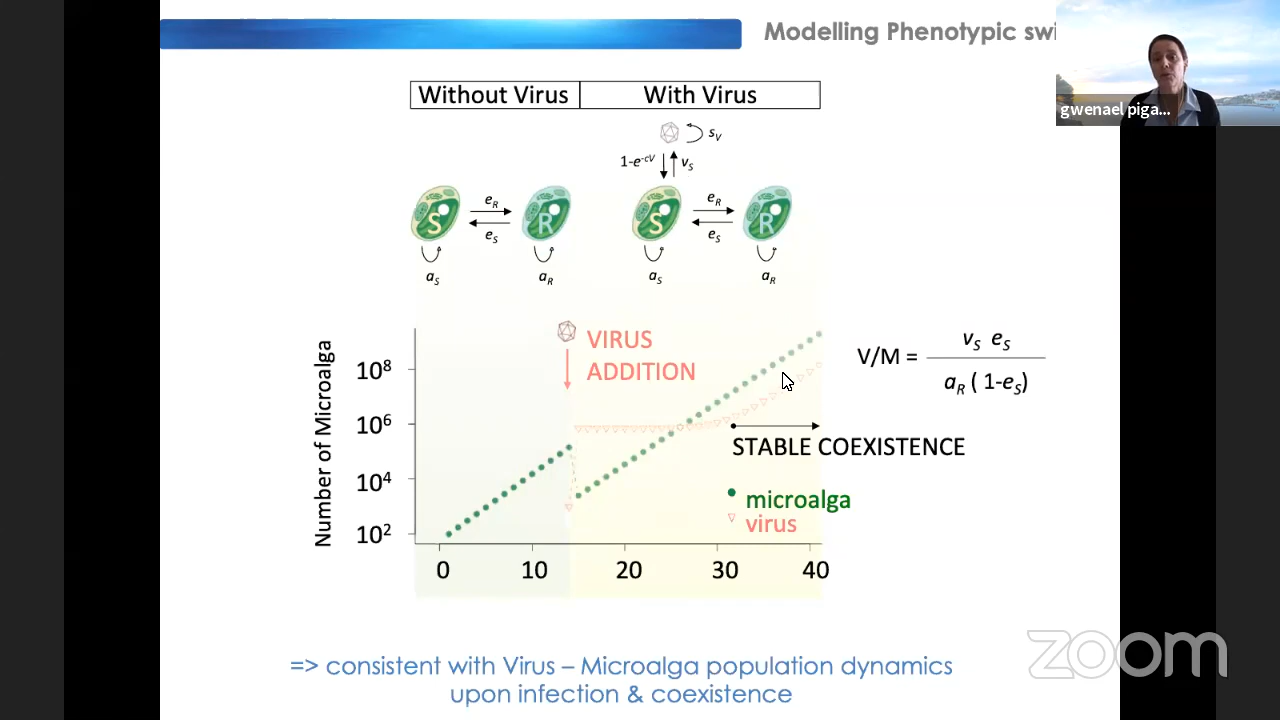 Modelling Phenotypic swi
gwenael piga...
Without Virus With Virus
s_V
1-e^-cV v_S
S e_R R S e_R R
e_S e_S
a_S a_R a_S a_R
Number of Microalga
VIRUS
ADDITION
10^8
10^6
10^4
10^2
0 10 20 30 40
V/M = v_S e_S
a_R ( 1-e_S)
STABLE COEXISTENCE
microalga
virus
=> consistent with Virus – Microalga population dynamics
upon infection & coexistence
zoom